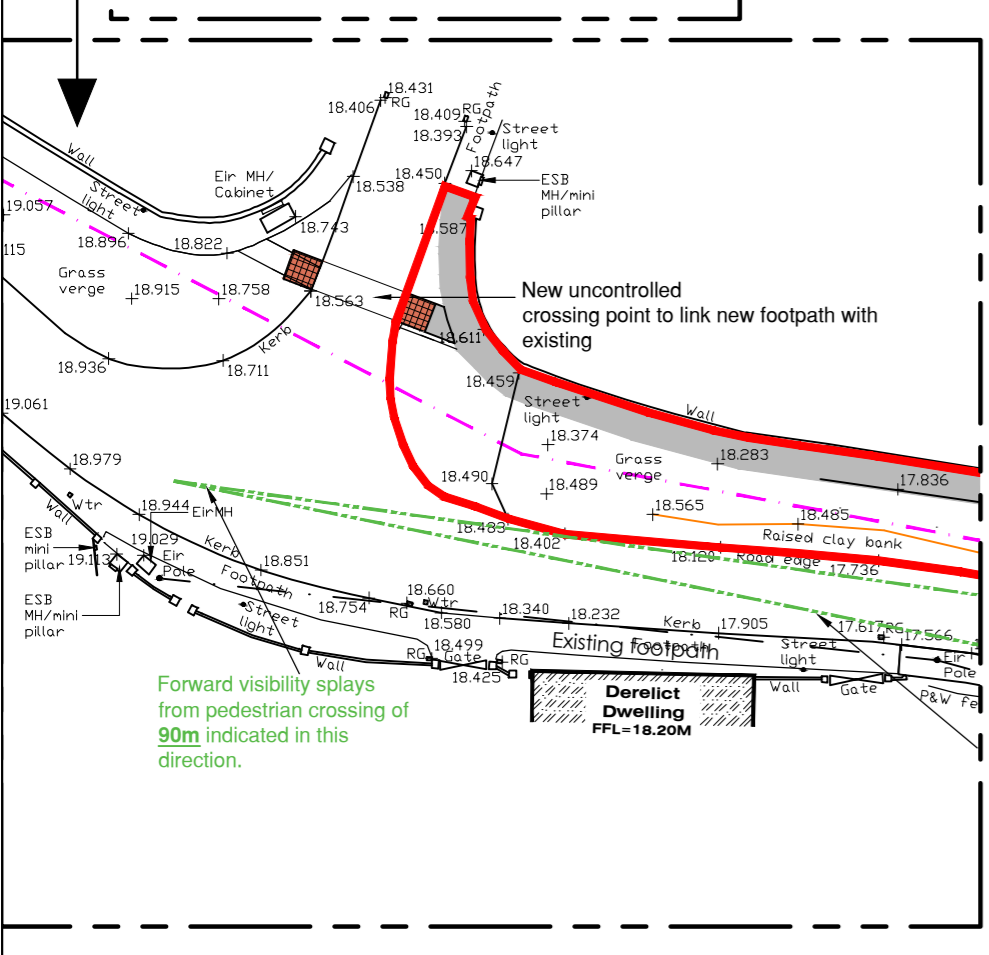 18.431
18.406
RG
18.409
RG
18.393
Footpath
Street
light
18.647
18.450
ESB
MH/mini
pillar
Wall
Eir MH/
Cabinet
18.538
Street
light
19.057
18.743
18.587
18.896
18.822
115
Grass
verge
18.915
18.758
18.563
New uncontrolled
crossing point to link new footpath with
existing
Kerb
18.611
18.936
18.711
18.459
19.061
Street
light
Wall
18.374
18.283
Grass
verge
18.979
18.490
18.489
17.836
Wtr
Wall
18.944
EirMH
18.565
18.485
18.483
18.402
Raised clay bank
ESB
mini
pillar
19.029
19.113
Kerb
18.120
Road edge
17.736
Eir
Pole
18.851
Footpath
ESB
MH/mini
pillar
18.754
18.660
RG
Wtr
18.580
18.340
18.232
Kerb
17.905
17.617
RG
17.566
Street
light
18.499
Existing footpath
Footpath
Street
light
Eir
Pole
Wall
RG
Gate
RG
18.425
Wall
Gate
P&W fe
Forward visibility splays
from pedestrian crossing of
90m indicated in this
direction.
Derelict
Dwelling
FFL=18.20M